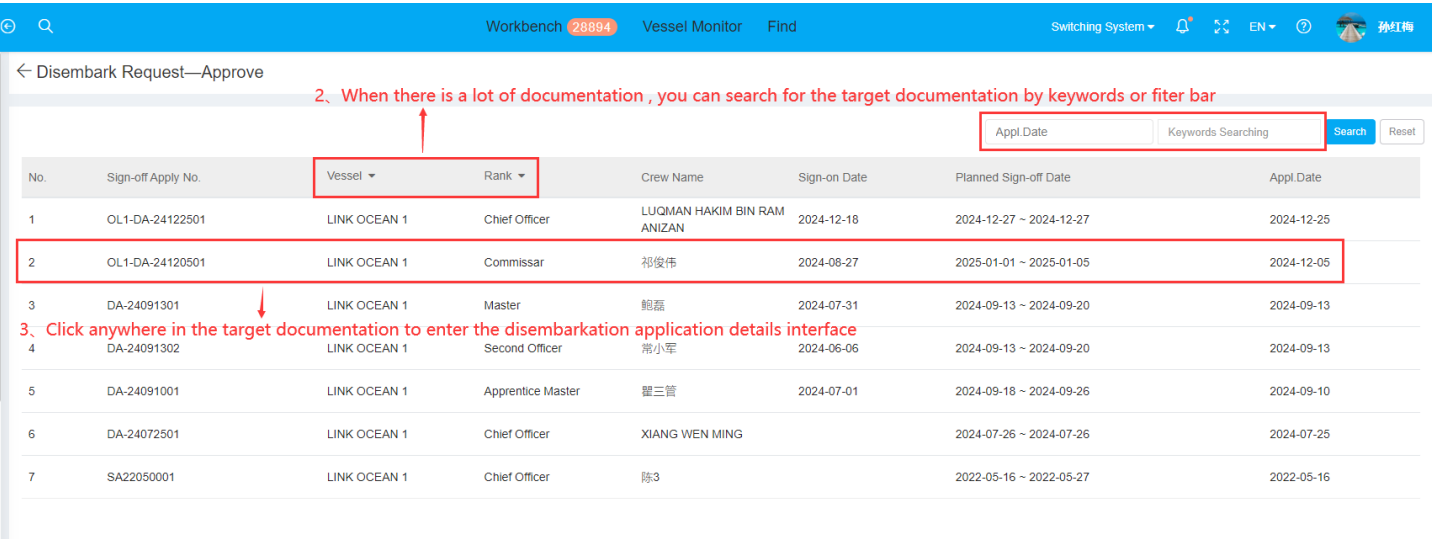 Workbench 28894 Vessel Monitor Find Switching System EN 孙红梅
Disembark Request—Approve
2、When there is a lot of documentation , you can search for the target documentation by keywords or fiter bar
Appl.Date Keywords Searching Search Reset
No. Sign-off Apply No. Vessel Rank Crew Name Sign-on Date Planned Sign-off Date Appl.Date
1 OL1-DA-24122501 LINK OCEAN 1 Chief Officer LUQMAN HAKIM BIN RAM 2024-12-18 2024-12-27 ~ 2024-12-27 2024-12-25
ANIZAN
2 OL1-DA-24120501 LINK OCEAN 1 Commissar 祁俊伟 2024-08-27 2025-01-01 ~ 2025-01-05 2024-12-05
3 DA-24091301 LINK OCEAN 1 Master 鲍磊 2024-07-31 2024-09-13 ~ 2024-09-20 2024-09-13
3、Click anywhere in the target documentation to enter the disembarkation application details interface
4 DA-24091302 LINK OCEAN 1 Second Officer 常小军 2024-06-06 2024-09-13 ~ 2024-09-20 2024-09-13
5 DA-24091001 LINK OCEAN 1 Apprentice Master 瞿三管 2024-07-01 2024-09-18 ~ 2024-09-26 2024-09-10
6 DA-24072501 LINK OCEAN 1 Chief Officer XIANG WEN MING 2024-07-26 ~ 2024-07-26 2024-07-25
7 SA22050001 LINK OCEAN 1 Chief Officer 陈3 2022-05-16 ~ 2022-05-27 2022-05-16